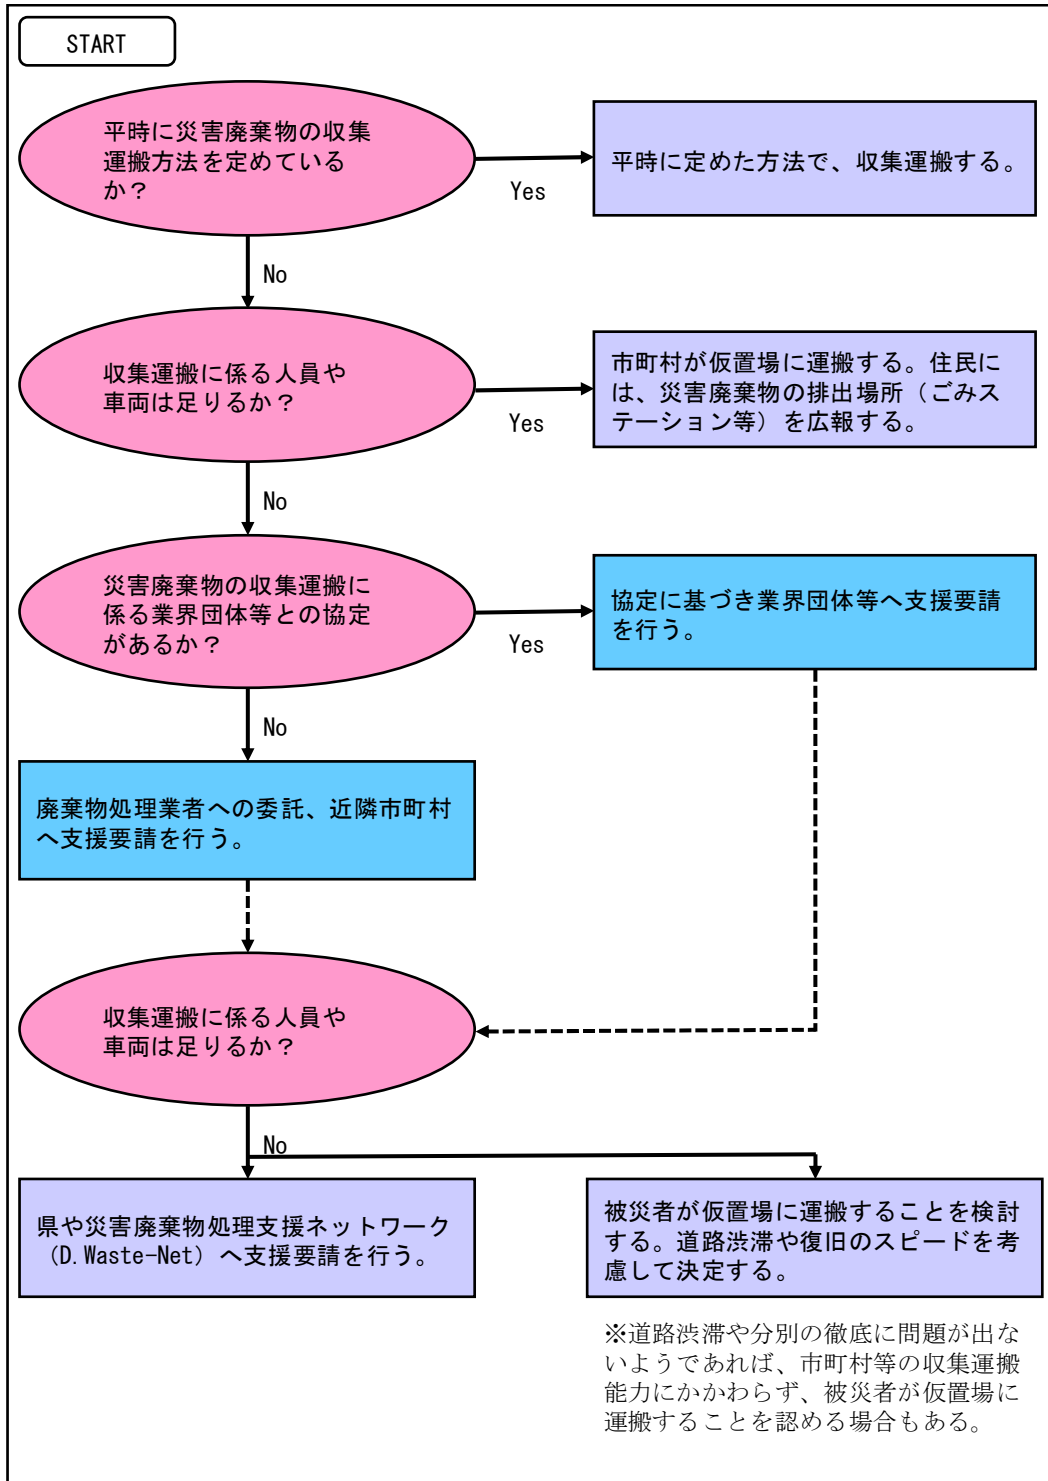 START
平時に災害廃棄物の収集
運搬方法を定めている
か？
Yes
平時に定めた方法で、収集運搬する。
No
収集運搬に係る人員や
車両は足りるか？
Yes
市町村が仮置場に運搬する。住民に
は、災害廃棄物の排出場所（ごみス
テーション等）を広報する。
No
災害廃棄物の収集運搬に
係る業界団体等との協定
があるか？
Yes
協定に基づき業界団体等へ支援要請
を行う。
No
廃棄物処理業者への委託、近隣市町村
へ支援要請を行う。
収集運搬に係る人員や
車両は足りるか？
No
県や災害廃棄物処理支援ネットワーク
（D.Waste-Net）へ支援要請を行う。
被災者が仮置場に運搬することを検討
する。道路渋滞や復旧のスピードを考
慮して決定する。
※道路渋滞や分別の徹底に問題が出な
いようであれば、市町村等の収集運搬
能力にかかわらず、被災者が仮置場に
運搬することを認める場合もある。